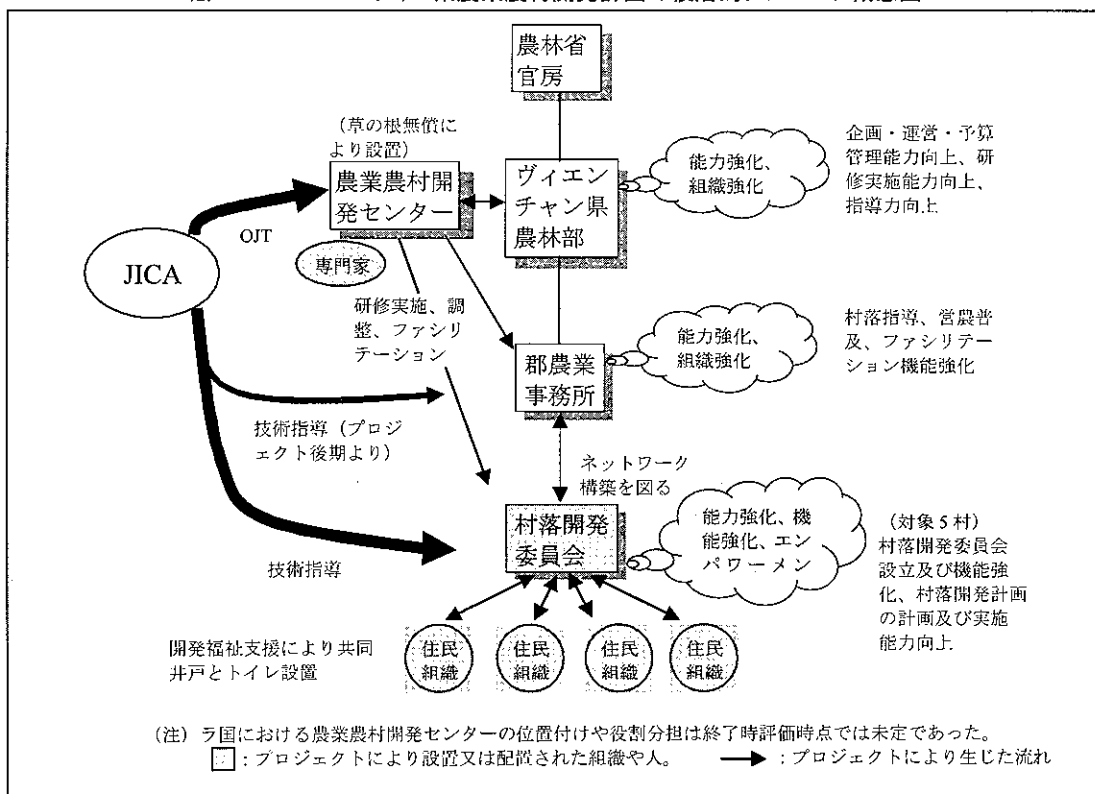 農林省
官房
(草の根無償に
より設置)
農業農村開
発センター
ヴィエン
チャン県
農林部
能力強化、
組織強化
企画・運営・予算
管理能力向上、研
修実施能力向上、
指導力向上
OJT
JICA
専門家
研修実施、調
整、ファシリ
テーション
郡農業
事務所
能力強化、
組織強化
村落指導、営農普
及、ファシリテー
ション機能強化
技術指導(プロジ
ェクト後期より)
ネットワーク
構築を図る
村落開発
委員会
能力強化、機
能強化、エン
パワーメン
(対象5村)
村落開発委員会
設立及び機能強
化、村落開発計画
の計画及び実施
能力向上
技術指導
開発福祉支援により共同
井戸とトイレ設置
住民
組織
住民
組織
住民
組織
住民
組織
(注)ラ国における農業農村開発センターの位置付けや役割分担は終了時評価時点では未定であった。
:プロジェクトにより設置又は配置された組織や人。
:プロジェクトにより生じた流れ